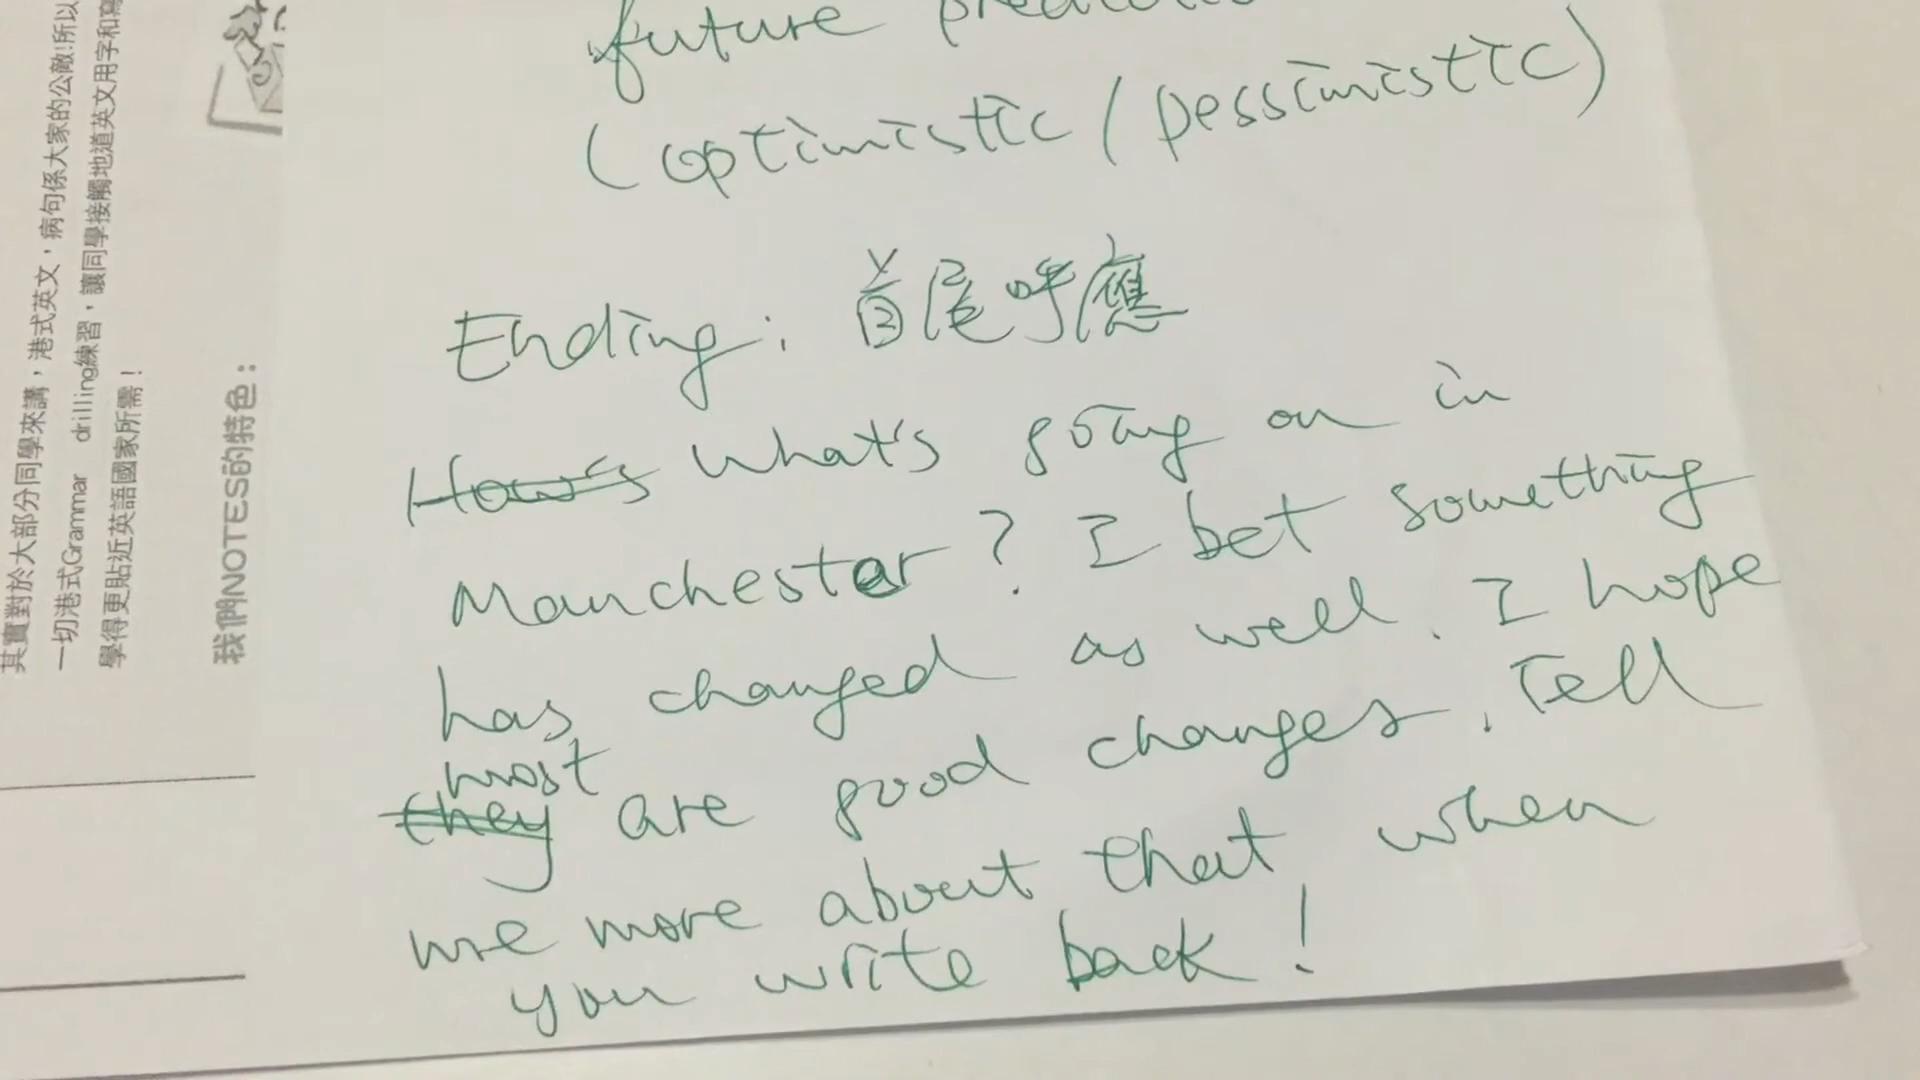 future
(optimistic / pessimistic)
Ending: 首尾呼應
How's what's going on in
Manchester? I bet something
has changed as well. I hope
most
they are good changes. Tell
me more about that when
you write back!
其實對於大部分同學來講，港式英文，病句係大家的公敵!所以
一切港式Grammar drilling練習，讓同學接觸地道英文用字和寫
學得更貼近英語國家所需！
我們NOTES的特色：